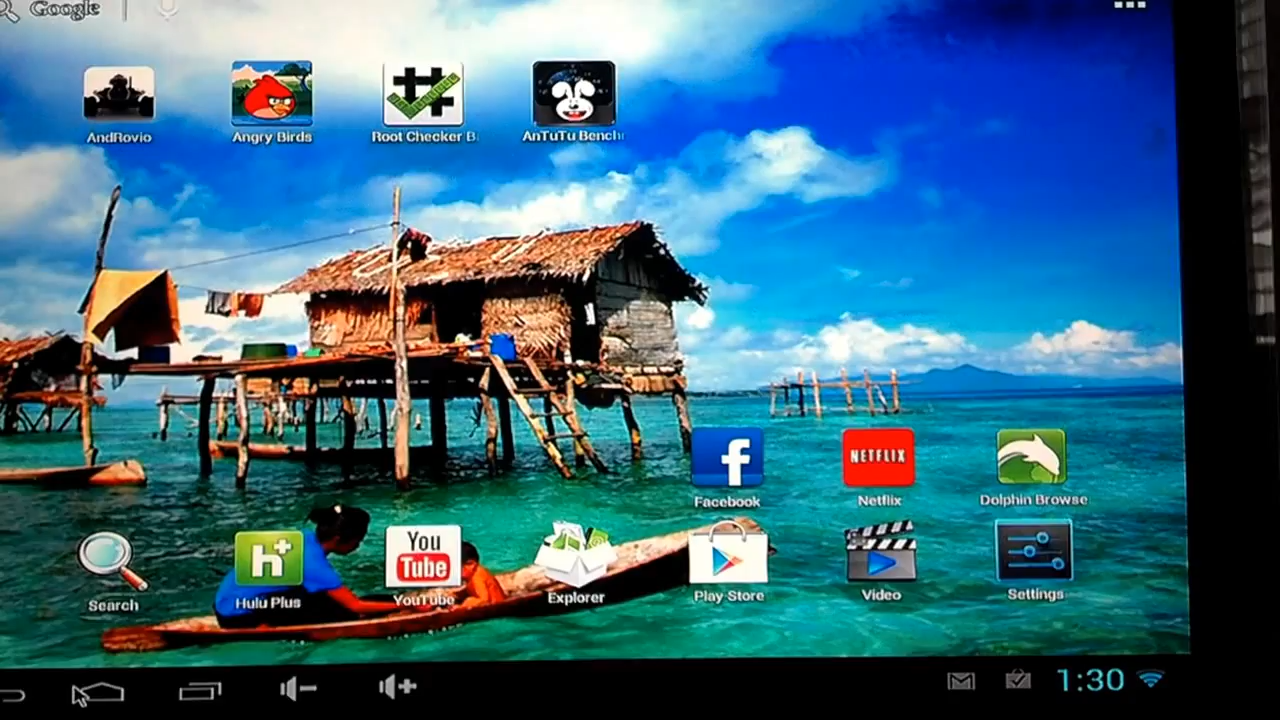 Google
AndRovio
Angry Birds
Root Checker B
AnTuTu Bench
Facebook
NETFLIX
Netflix
Dolphin Browse
Search
h+
Hulu Plus
You
Tube
YouTube
Explorer
Play Store
Video
Settings
1:30